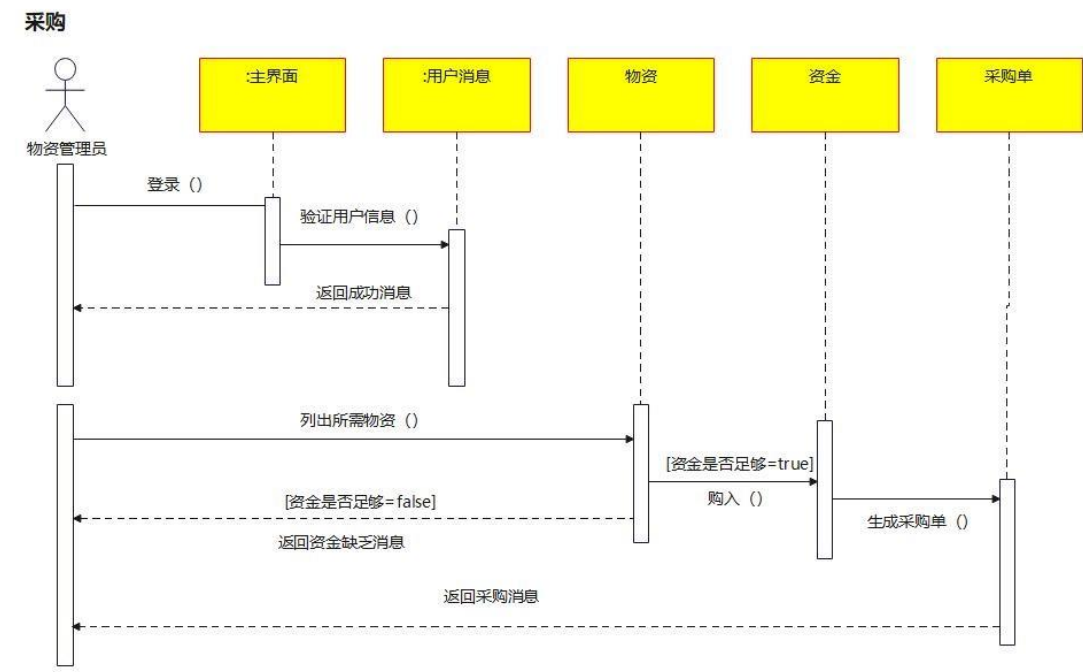 采购
:主界面
:用户消息
物资
资金
采购单
物资管理员
登录（）
验证用户信息（）
返回成功消息
列出所需物资（）
[资金是否足够=true]
购入（）
[资金是否足够=false]
生成采购单（）
返回资金缺乏消息
返回采购消息